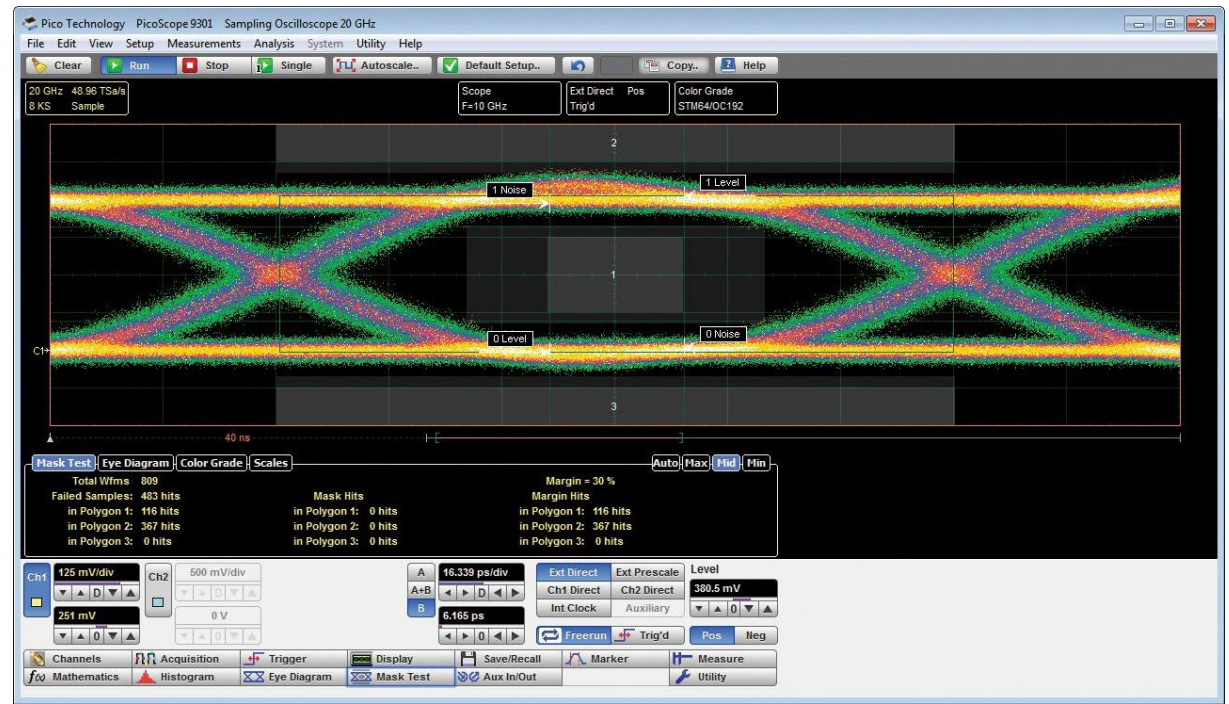 Pico Technology PicoScope 9301 Sampling Oscilloscope 20 GHz
File Edit View Setup Measurements Analysis System Utility Help
Clear Run Stop Single Autoscale.. Default Setup.. Copy.. Help
20 GHz 48.96 TSa/s Scope Ext Direct Pos Color Grade
8 KS Sample F=10 GHz Trig'd STM64/OC192
2
1 Noise 1 Level
1
0 Level 0 Noise
C1
3
40 ns
Mask Test Eye Diagram Color Grade Scales Auto Max Mid Min
Total Wfms 809 Margin = 30 %
Failed Samples: 483 hits Mask Hits Margin Hits
in Polygon 1: 116 hits in Polygon 1: 0 hits in Polygon 1: 116 hits
in Polygon 2: 367 hits in Polygon 2: 0 hits in Polygon 2: 367 hits
in Polygon 3: 0 hits in Polygon 3: 0 hits in Polygon 3: 0 hits
Ch1 125 mV/div Ch2 500 mV/div A 16.339 ps/div Ext Direct Ext Prescale Level
D D A+B D Ch1 Direct Ch2 Direct 380.5 mV
251 mV 0 V B 6.165 ps Int Clock Auxiliary 0
0 0 0 Freerun Trig'd Pos Neg
Channels Acquisition Trigger Display Save/Recall Marker Measure
f(x) Mathematics Histogram Eye Diagram Mask Test Aux In/Out Utility